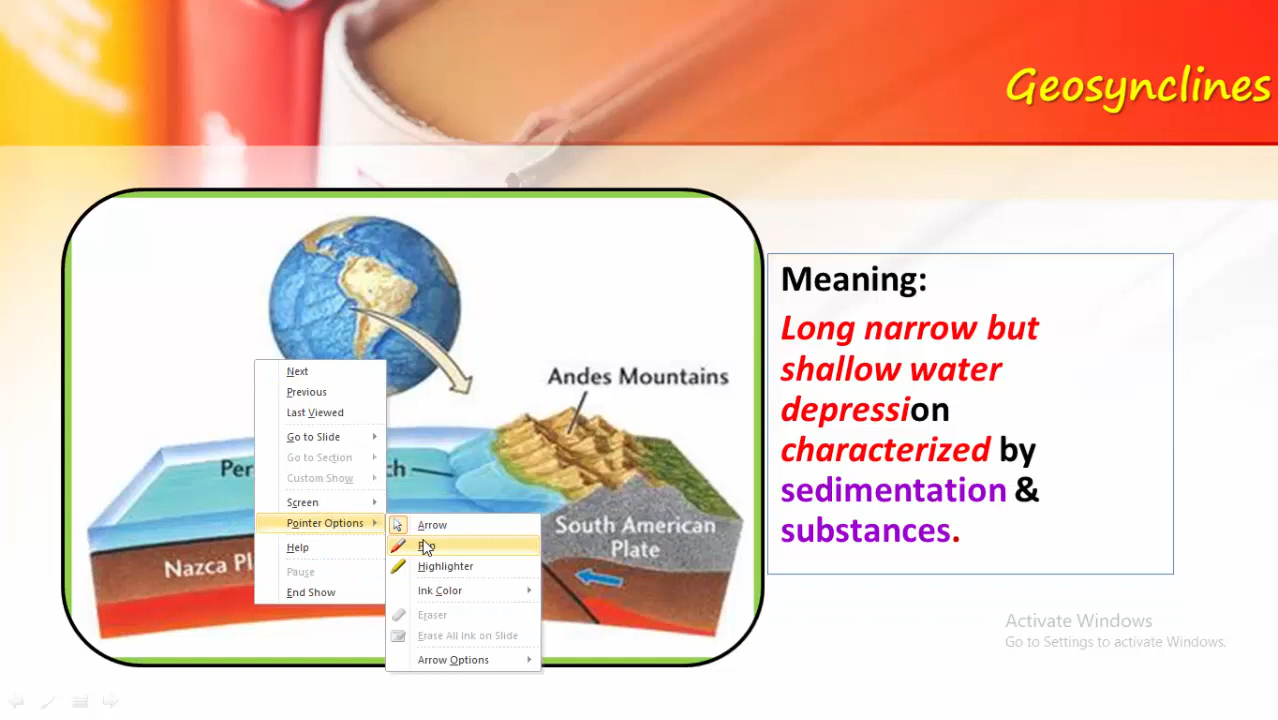 Geosynclines
Andes Mountains
Per
ch
South American
Plate
Nazca Pl
Meaning:
Long narrow but
shallow water
depression
characterized by
sedimentation &
substances.
Next
Previous
Last Viewed
Go to Slide
Go to Section
Custom Show
Screen
Pointer Options
Help
Pause
End Show
Arrow
Highlighter
Ink Color
Eraser
Erase All Ink on Slide
Arrow Options
Activate Windows
Go to Settings to activate Windows.